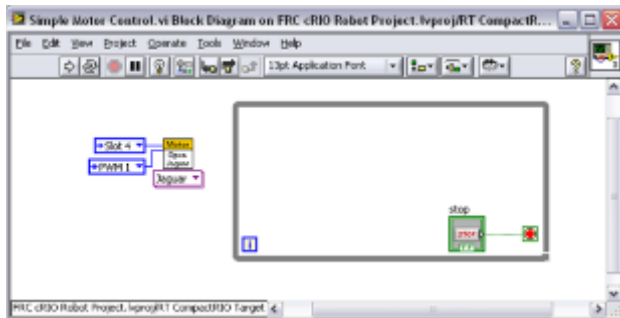 Simple Motor Control.vi Block Diagram on FRC cRIO Robot Project.lvproj/RT CompactR...
File Edit View Project Operate Tools Window Help
13pt Application Font
Slot 4
Motor
Open
Jaguar
PWM 1
Jaguar
stop
STOP
TF
i
FRC cRIO Robot Project.lvproj/RT CompactRIO Target